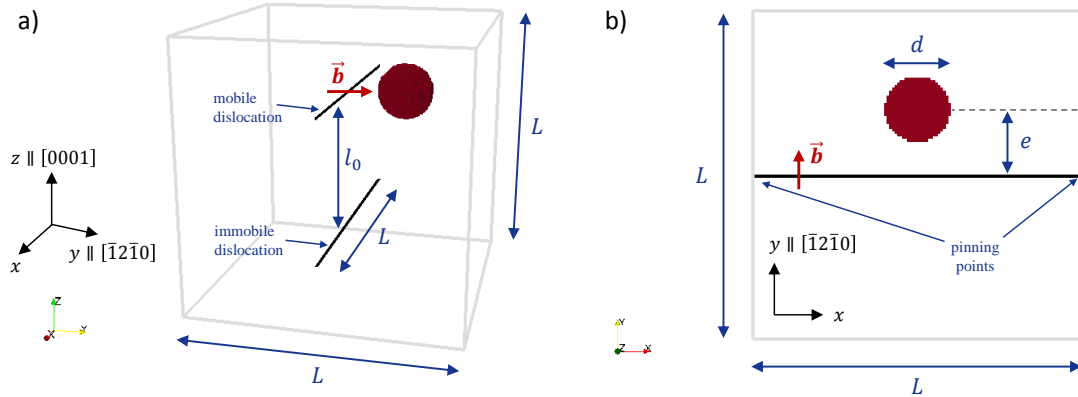 a)
b)
b⃗
mobile
dislocation
l₀
L
z ∥ [0001]
immobile
dislocation
L
x
y ∥ [1̅21̅0]
Z
X
Y
L
d
e
L
b⃗
pinning
points
y ∥ [1̅21̅0]
x
Y
Z
X
L